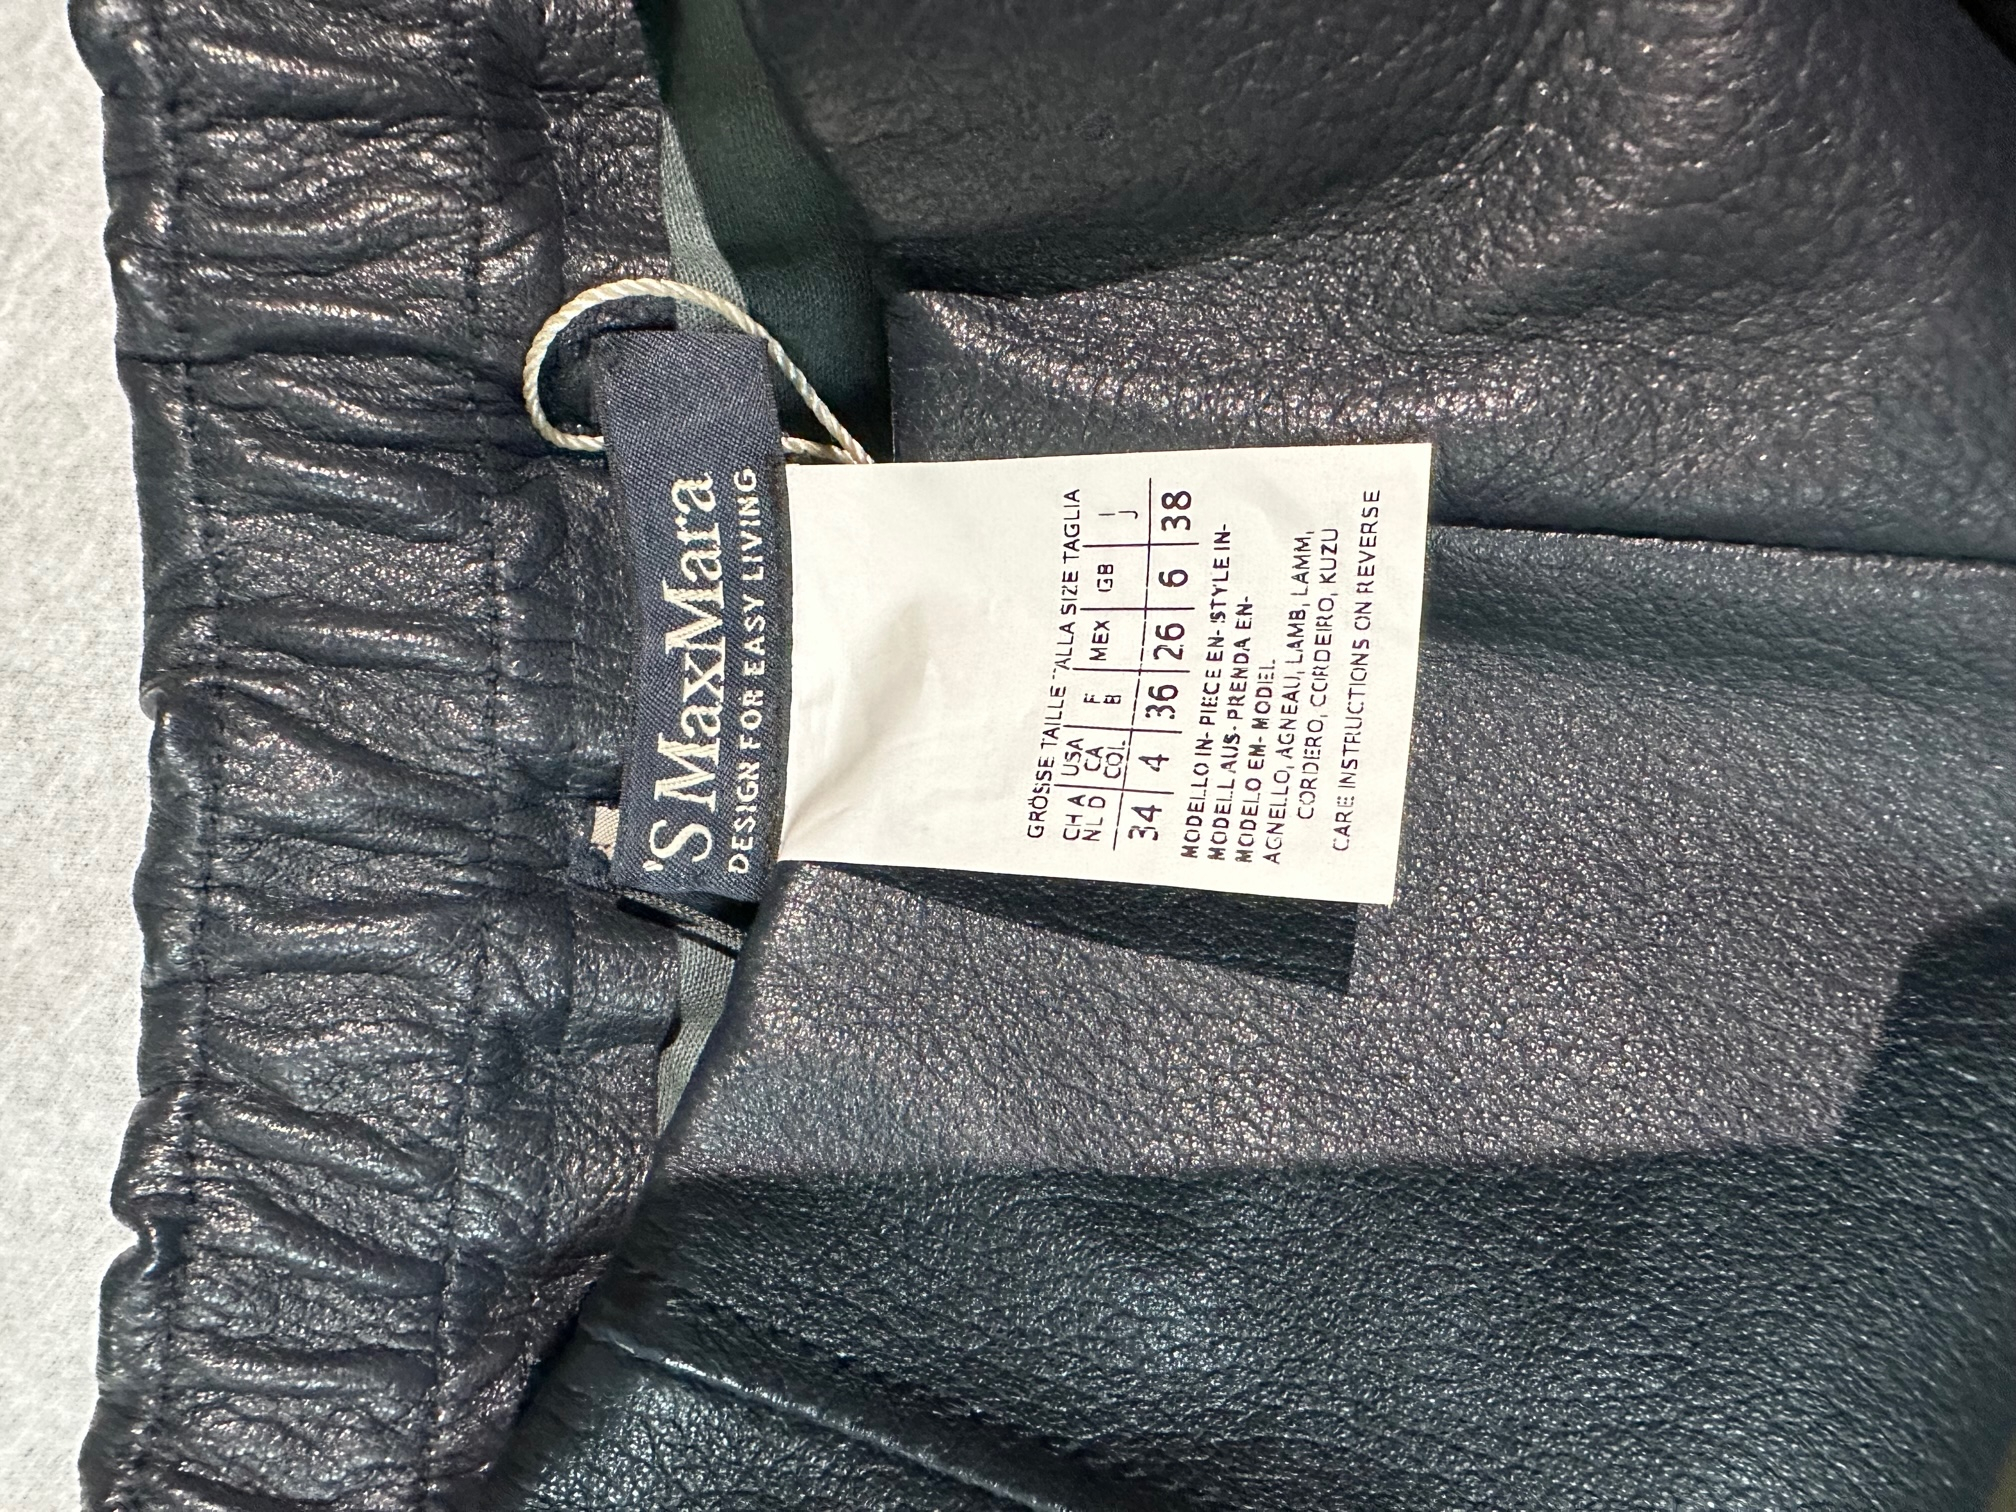 'S MaxMara
DESIGN FOR EASY LIVING
GRÖSSE TAILLE TALLA SIZE TAGLIA
CH A USA F MEX GB I
NL D CA B J
COL
34 4 36 26 6 38
MODELLO IN- PIECE EN- STYLE IN-
MODELL AUS- PRENDA EN-
MODELO EM- MODEL
AGNELLO, AGNEAU, LAMB, LAMM,
CORDERO, CORDEIRO, KUZU
CARE INSTRUCTIONS ON REVERSE